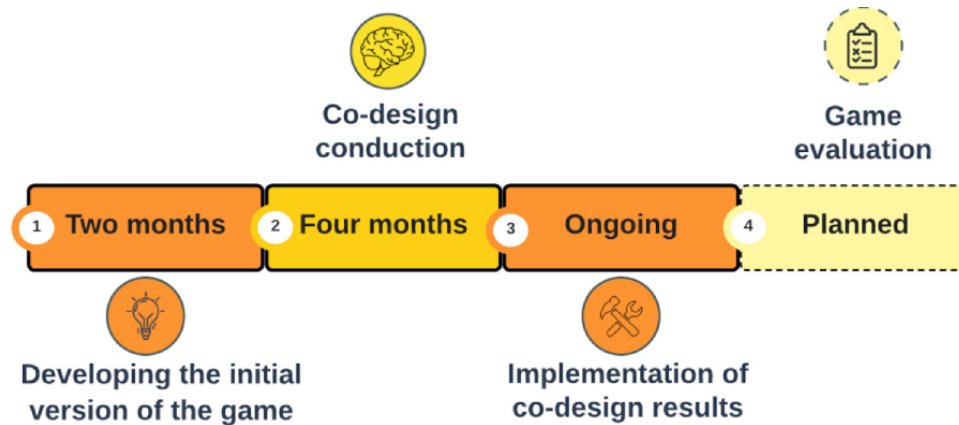 Co-design
conduction
Game
evaluation
1 Two months 2 Four months 3 Ongoing 4 Planned
Developing the initial
version of the game
Implementation of
co-design results